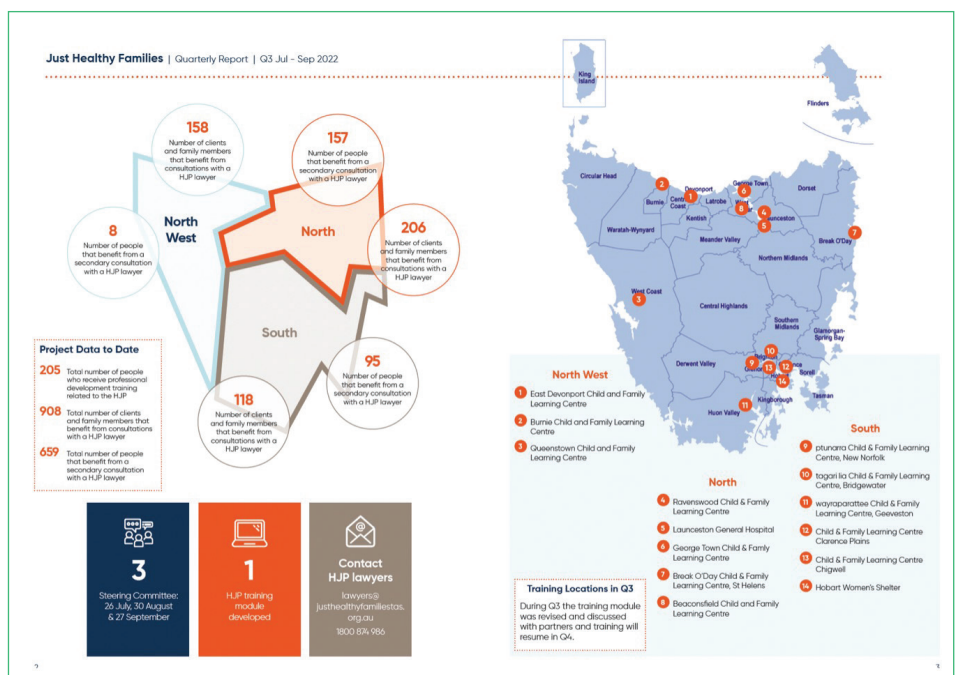 Just Healthy Families | Quarterly Report | Q3 Jul - Sep 2022
158
Number of clients
and family members
that benefit from
consultations with a
HJP lawyer
157
Number of people
that benefit from a
secondary consultation
with a HJP lawyer
8
Number of people
that benefit from a
secondary consultation
with a HJP lawyer
North
West
North
206
Number of clients
and family members
that benefit from
consultations with a
HJP lawyer
South
95
Number of people
that benefit from a
secondary consultation
with a HJP lawyer
118
Number of clients
and family members
that benefit from
consultations with a
HJP lawyer
Project Data to Date
205 Total number of people
who receive professional
development training
related to the HJP
908 Total number of clients
and family members that
benefit from consultations
with a HJP lawyer
659 Total number of people
that benefit from a
secondary consultation
with a HJP lawyer
3
Steering Committee:
26 July, 30 August
& 27 September
1
HJP training
module
developed
@
Contact
HJP lawyers
lawyers@
justhealthyfamiliestas.
org.au
1800 874 986
2
King
Island
Flinders
Circular Head
2
Burnie
1
Devonport
Coast
Latrobe
Kentish
George Town
6
8
4
5
Dorset
Waratah-Wynyard
Meander Valley
7
Break O'Day
Northern Midlands
West Coast
3
Central Highlands
Southern
Midlands
Glamorgan-
Spring Bay
Derwent Valley
10
9
13
12
14
Sorell
Tasman
Kingborough
11
Huon Valley
North West
1 East Devonport Child and Family
Learning Centre
2 Burnie Child and Family Learning
Centre
3 Queenstown Child and Family
Learning Centre
North
4 Ravenswood Child & Family
Learning Centre
5 Launceston General Hospital
6 George Town Child & Family
Learning Centre
7 Break O'Day Child & Family
Learning Centre, St Helens
8 Beaconsfield Child and Family
Learning Centre
South
9 ptunarra Child & Family Learning
Centre, New Norfolk
10 tagari lia Child & Family Learning
Centre, Bridgewater
11 wayraparattee Child & Family
Learning Centre, Geeveston
12 Child & Family Learning Centre
Clarence Plains
13 Child & Family Learning Centre
Chigwell
14 Hobart Women's Shelter
Training Locations in Q3
During Q3 the training module
was revised and discussed
with partners and training will
resume in Q4.
3